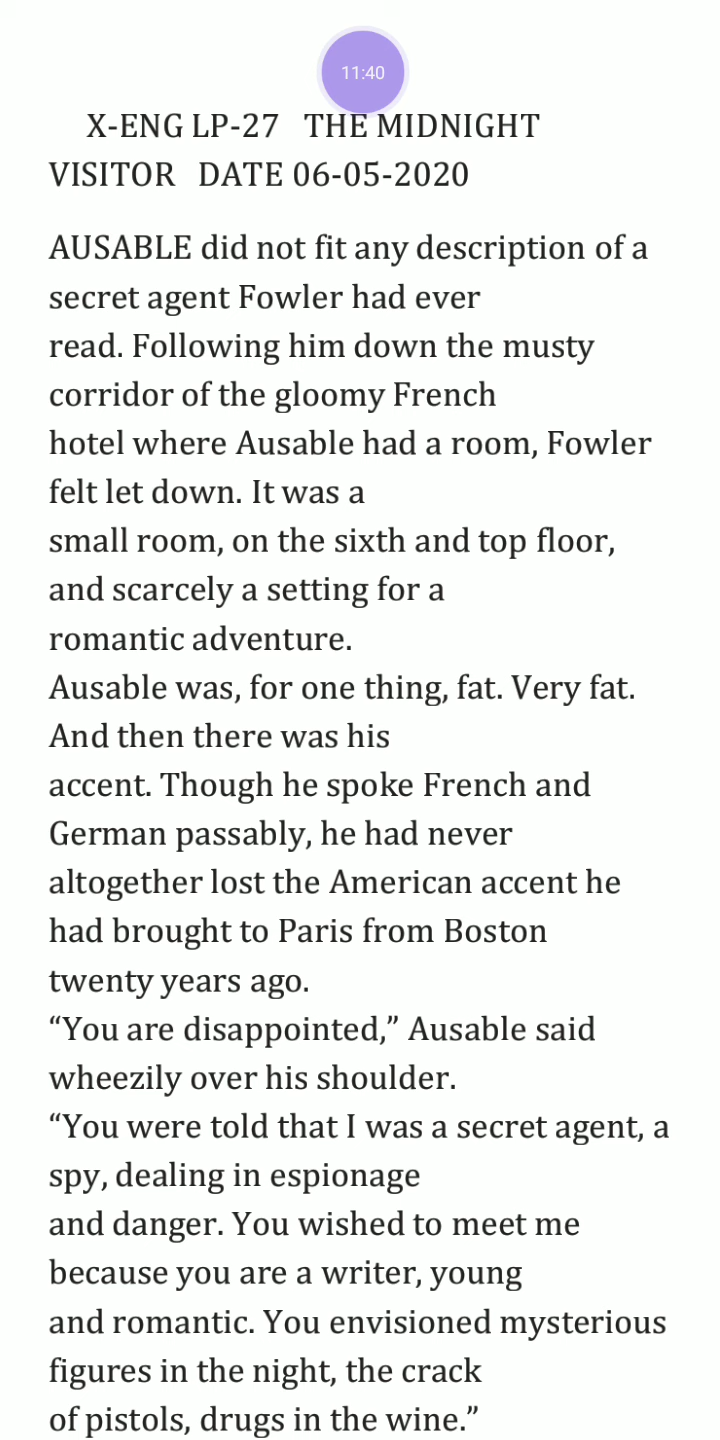 11:40
X-ENG LP-27 THE MIDNIGHT
VISITOR DATE 06-05-2020
AUSABLE did not fit any description of a
secret agent Fowler had ever
read. Following him down the musty
corridor of the gloomy French
hotel where Ausable had a room, Fowler
felt let down. It was a
small room, on the sixth and top floor,
and scarcely a setting for a
romantic adventure.
Ausable was, for one thing, fat. Very fat.
And then there was his
accent. Though he spoke French and
German passably, he had never
altogether lost the American accent he
had brought to Paris from Boston
twenty years ago.
“You are disappointed,” Ausable said
wheezily over his shoulder.
“You were told that I was a secret agent, a
spy, dealing in espionage
and danger. You wished to meet me
because you are a writer, young
and romantic. You envisioned mysterious
figures in the night, the crack
of pistols, drugs in the wine.”